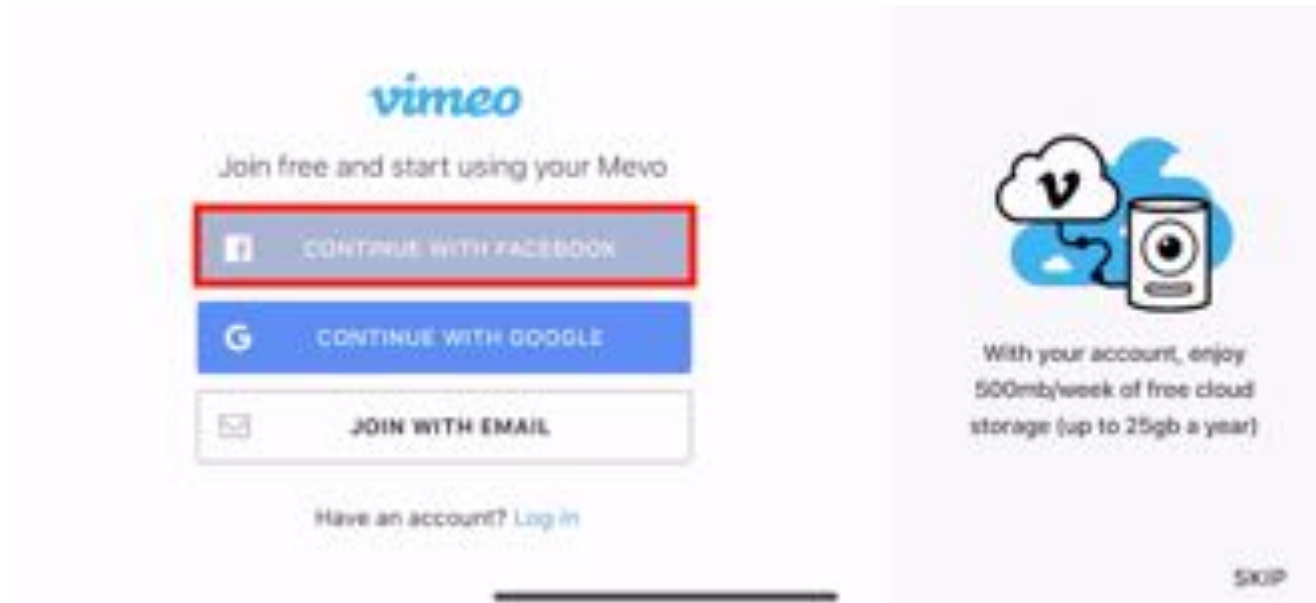 vimeo
Join free and start using your Mevo
CONTINUE WITH FACEBOOK
CONTINUE WITH GOOGLE
JOIN WITH EMAIL
Have an account? Log in
With your account, enjoy
500mb/week of free cloud
storage (up to 25gb a year)
SKIP